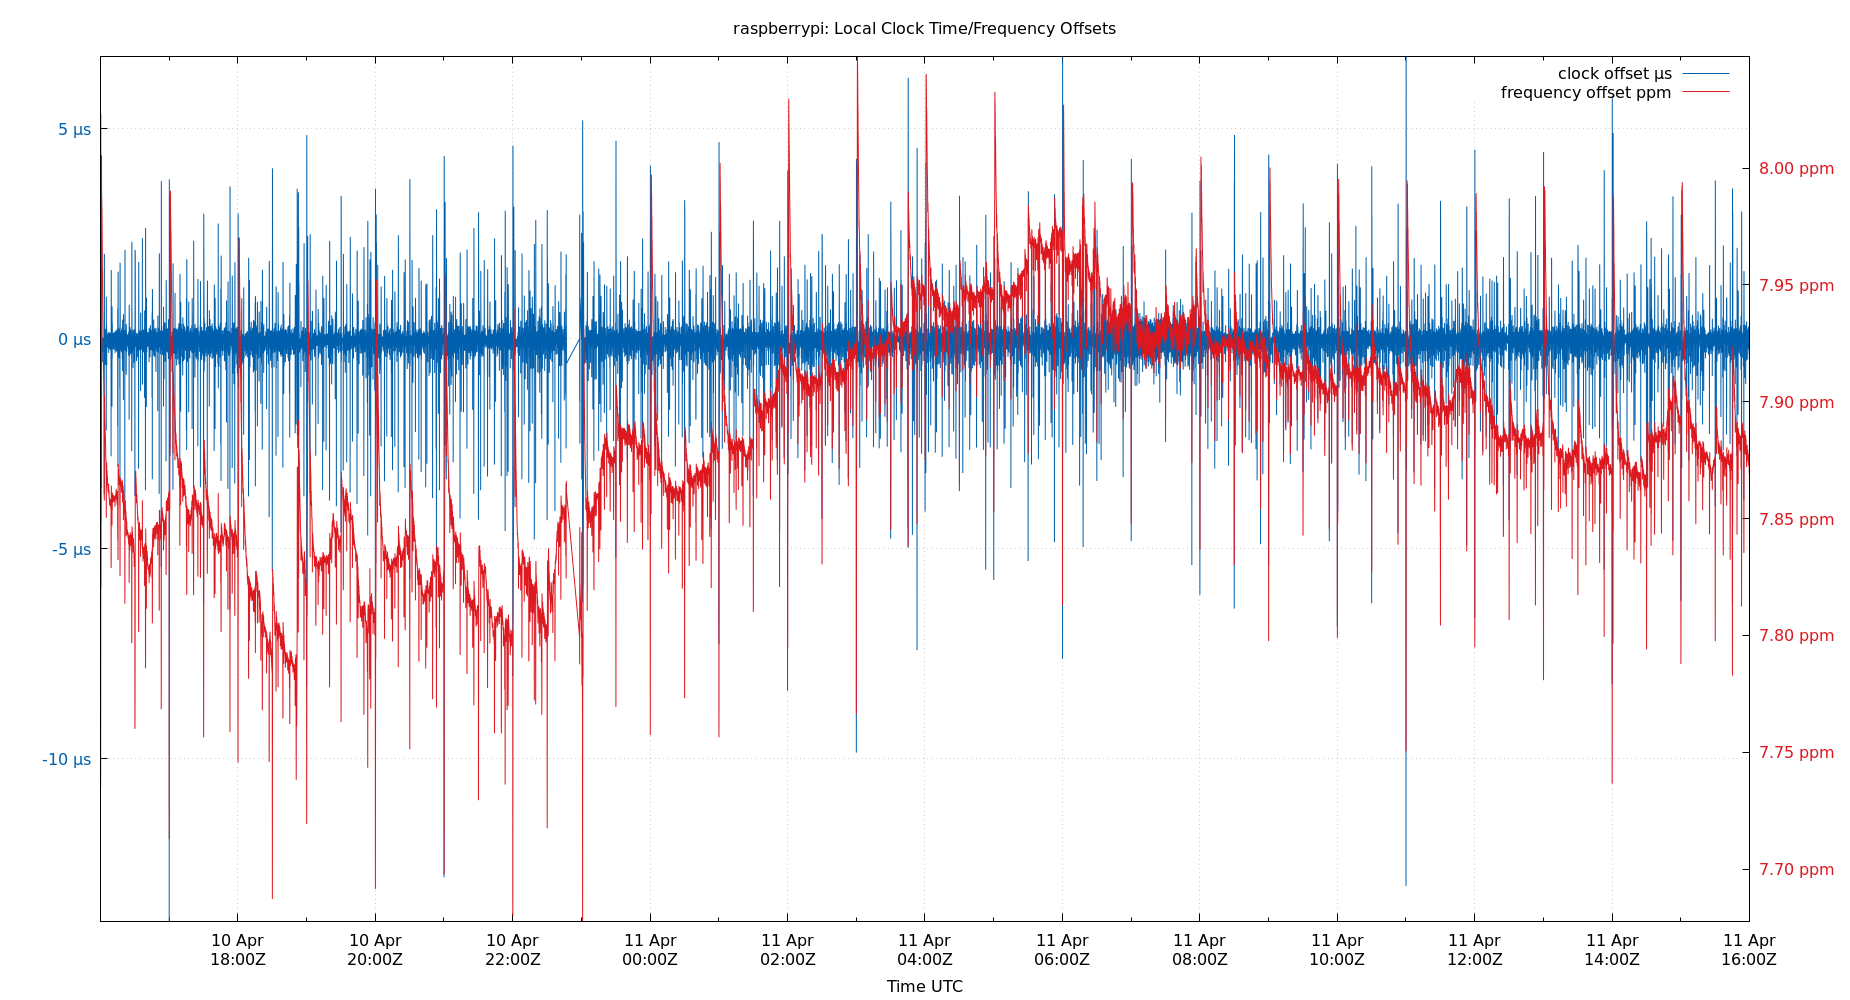 raspberrypi: Local Clock Time/Frequency Offsets
clock offset µs
frequency offset ppm
5 µs
0 µs
-5 µs
-10 µs
8.00 ppm
7.95 ppm
7.90 ppm
7.85 ppm
7.80 ppm
7.75 ppm
7.70 ppm
10 Apr
18:00Z
10 Apr
20:00Z
10 Apr
22:00Z
11 Apr
00:00Z
11 Apr
02:00Z
11 Apr
04:00Z
11 Apr
06:00Z
11 Apr
08:00Z
11 Apr
10:00Z
11 Apr
12:00Z
11 Apr
14:00Z
11 Apr
16:00Z
Time UTC